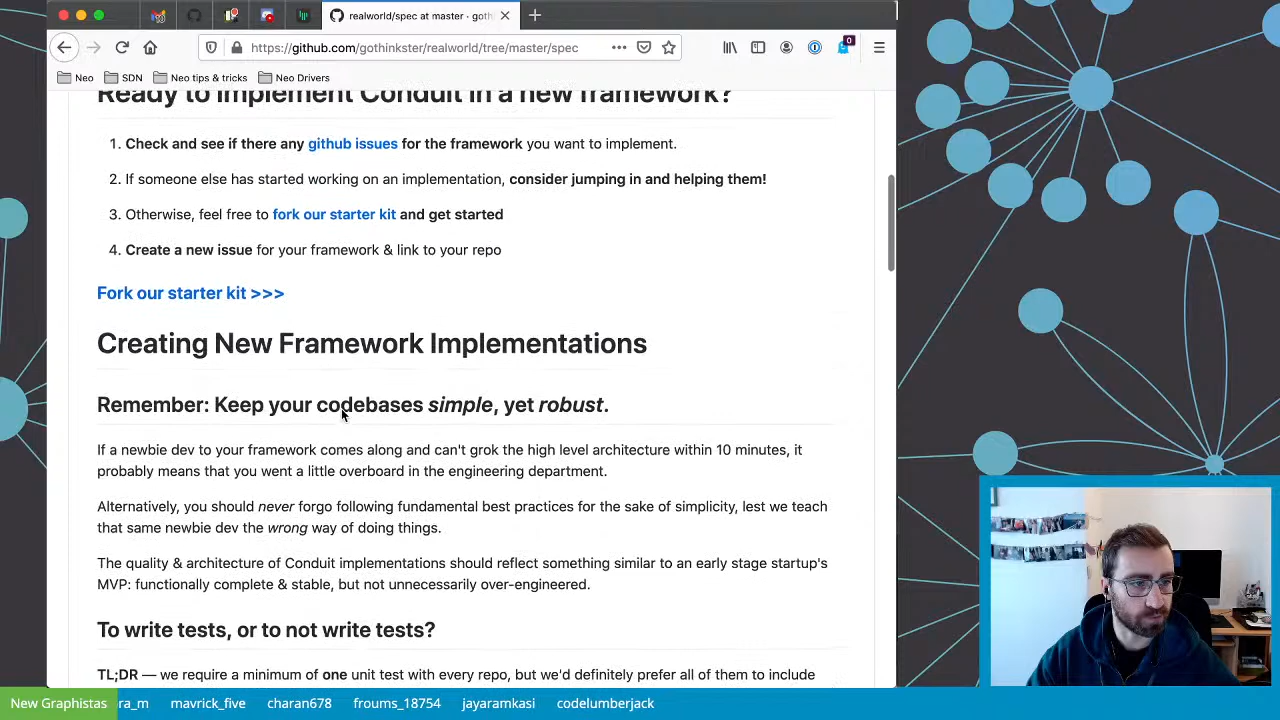 realworld/spec at master · goth
https://github.com/gothinkster/realworld/tree/master/spec
0
Neo
SDN
Neo tips & tricks
Neo Drivers
Ready to implement Conduit in a new framework?
1. Check and see if there any github issues for the framework you want to implement.
2. If someone else has started working on an implementation, consider jumping in and helping them!
3. Otherwise, feel free to fork our starter kit and get started
4. Create a new issue for your framework & link to your repo
Fork our starter kit >>>
Creating New Framework Implementations
Remember: Keep your codebases simple, yet robust.
If a newbie dev to your framework comes along and can't grok the high level architecture within 10 minutes, it
probably means that you went a little overboard in the engineering department.
Alternatively, you should never forgo following fundamental best practices for the sake of simplicity, lest we teach
that same newbie dev the wrong way of doing things.
The quality & architecture of Conduit implementations should reflect something similar to an early stage startup's
MVP: functionally complete & stable, but not unnecessarily over-engineered.
To write tests, or to not write tests?
TL;DR — we require a minimum of one unit test with every repo, but we'd definitely prefer all of them to include
New Graphistas
ra_m
mavrick_five
charan678
froums_18754
jayaramkasi
codelumberjack